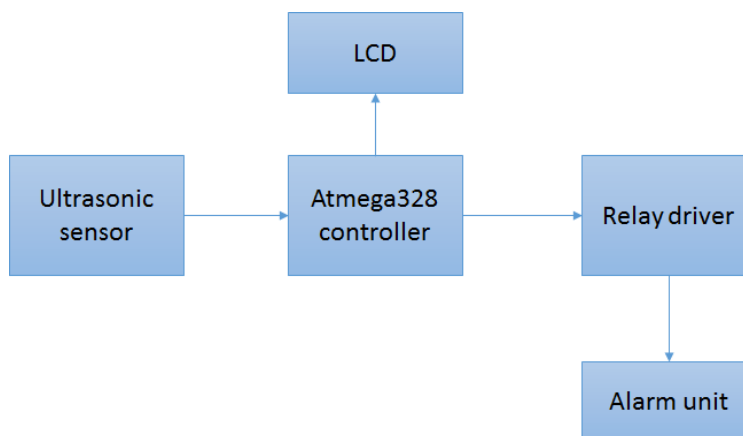 LCD
Ultrasonic
sensor
Atmega328
controller
Relay driver
Alarm unit